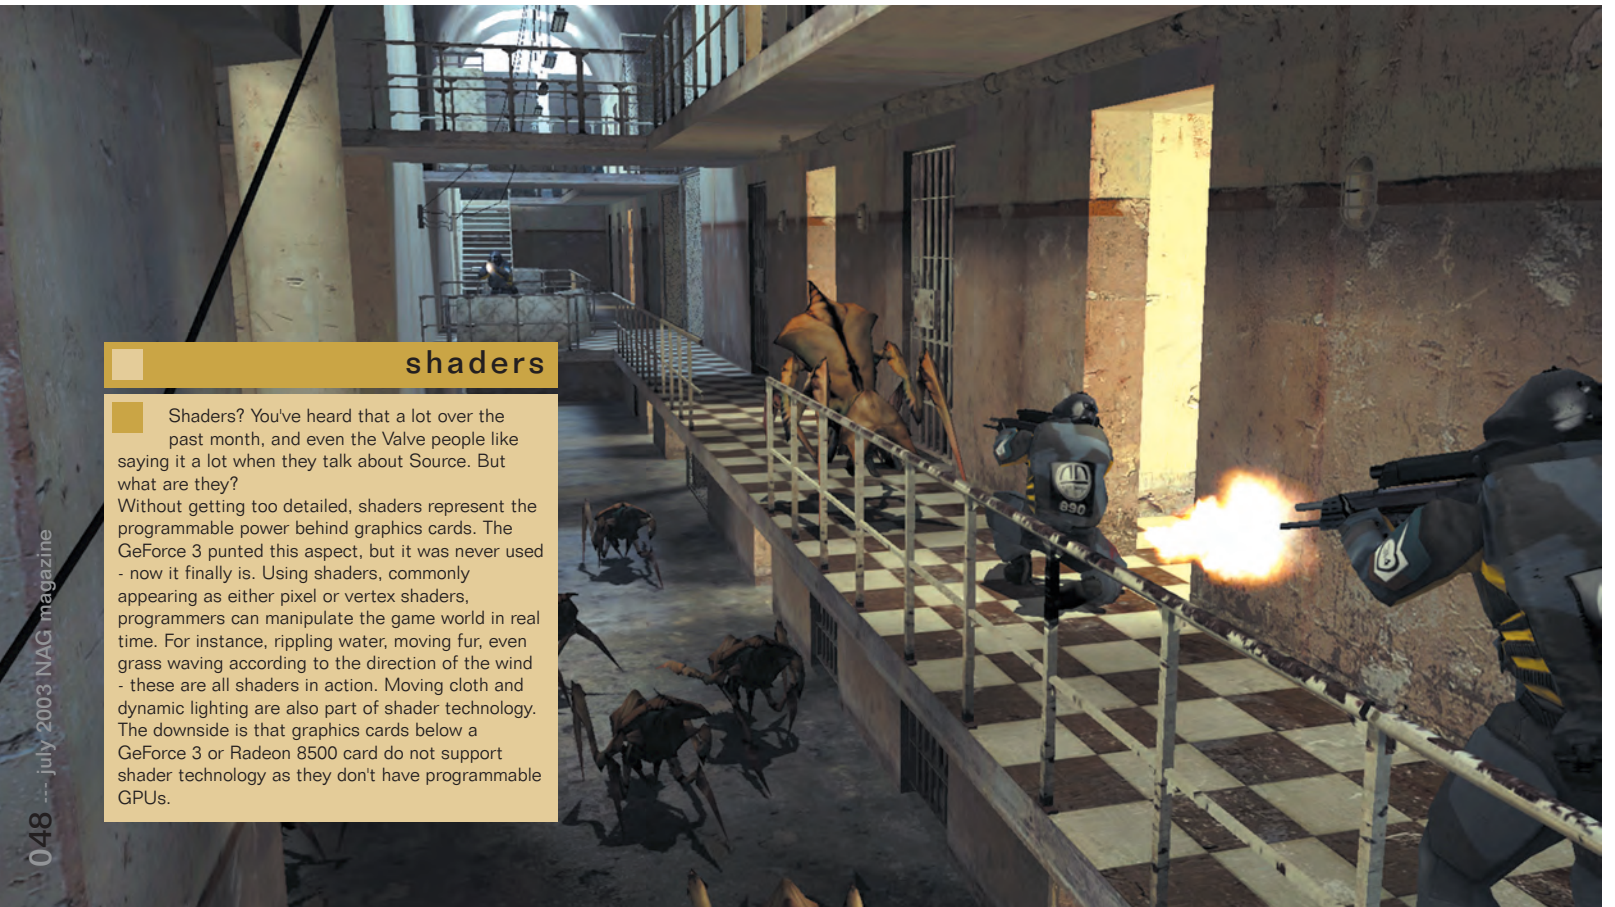 shaders
Shaders? You've heard that a lot over the
past month, and even the Valve people like
saying it a lot when they talk about Source. But
what are they?
Without getting too detailed, shaders represent the
programmable power behind graphics cards. The
GeForce 3 punted this aspect, but it was never used
- now it finally is. Using shaders, commonly
appearing as either pixel or vertex shaders,
programmers can manipulate the game world in real
time. For instance, rippling water, moving fur, even
grass waving according to the direction of the wind
- these are all shaders in action. Moving cloth and
dynamic lighting are also part of shader technology.
The downside is that graphics cards below a
GeForce 3 or Radeon 8500 card do not support
shader technology as they don't have programmable
GPUs.
048 --- july 2003 NAG magazine
890